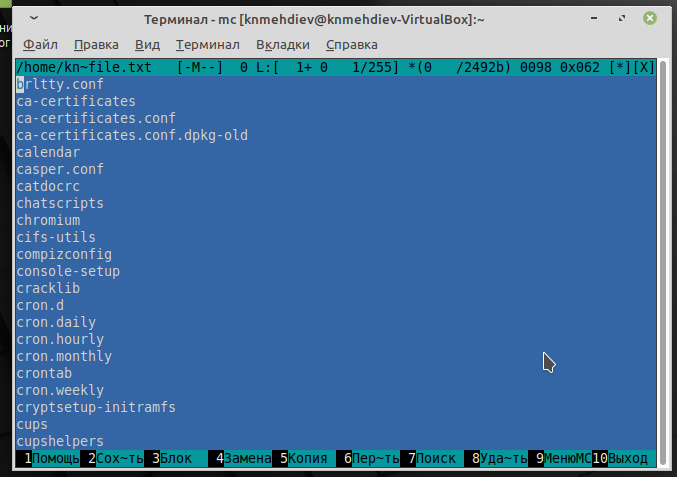 Терминал - mc [knmehdiev@knmehdiev-VirtualBox]:~
Файл Правка Вид Терминал Вкладки Справка
/home/kn~file.txt [-M--] 0 L:[ 1+ 0 1/255] *(0 /2492b) 0098 0x062 [*][X]
brltty.conf
ca-certificates
ca-certificates.conf
ca-certificates.conf.dpkg-old
calendar
casper.conf
catdocrc
chatscripts
chromium
cifs-utils
compizconfig
console-setup
cracklib
cron.d
cron.daily
cron.hourly
cron.monthly
crontab
cron.weekly
cryptsetup-initramfs
cups
cupshelpers
1Помощь 2Сох~ть 3Блок 4Замена 5Копия 6Пер~ть 7Поиск 8Уда~ть 9МенюMC 10Выход